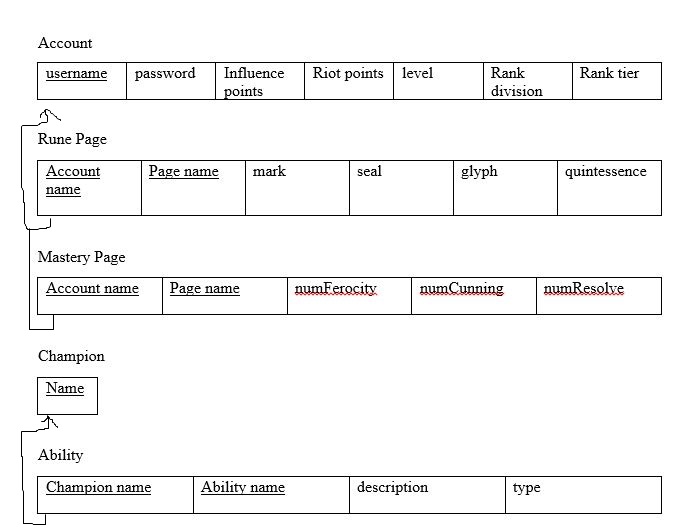 Account
username password Influence Riot points level Rank Rank tier
points division
Rune Page
Account Page name mark seal glyph quintessence
name
Mastery Page
Account name Page name numFerocity numCunning numResolve
Champion
Name
Ability
Champion name Ability name description type